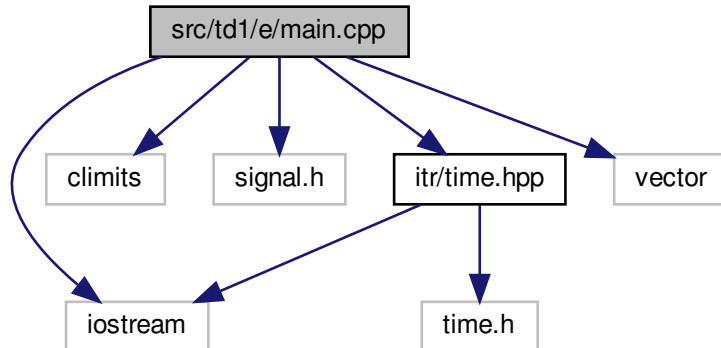 src/td1/e/main.cpp
climits
signal.h
itr/time.hpp
vector
iostream
time.h